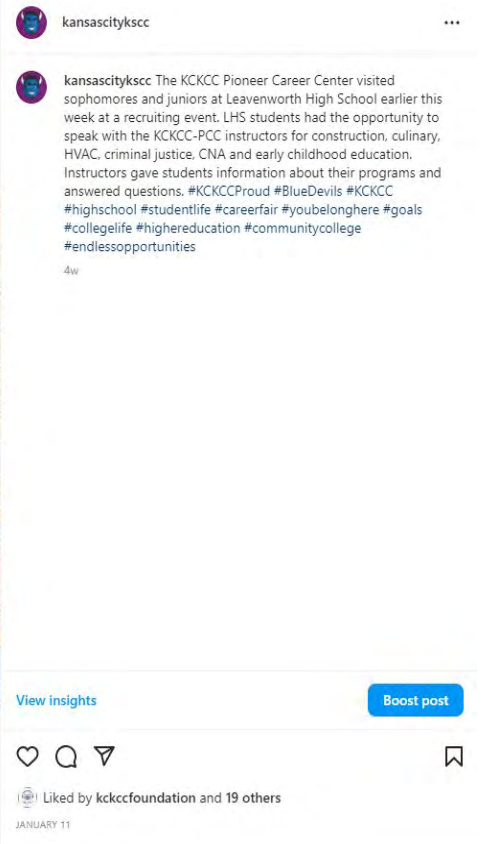 kansascitykscc
kansascitykscc The KCKCC Pioneer Career Center visited
sophomores and juniors at Leavenworth High School earlier this
week at a recruiting event. LHS students had the opportunity to
speak with the KCKCC-PCC instructors for construction, culinary,
HVAC, criminal justice, CNA and early childhood education.
Instructors gave students information about their programs and
answered questions. #KCKCCProud #BlueDevils #KCKCC
#highschool #studentlife #careerfair #youbelonghere #goals
#collegelife #highereducation #communitycollege
#endlessopportunities
4w
View insights
Boost post
Liked by kckccfoundation and 19 others
JANUARY 11